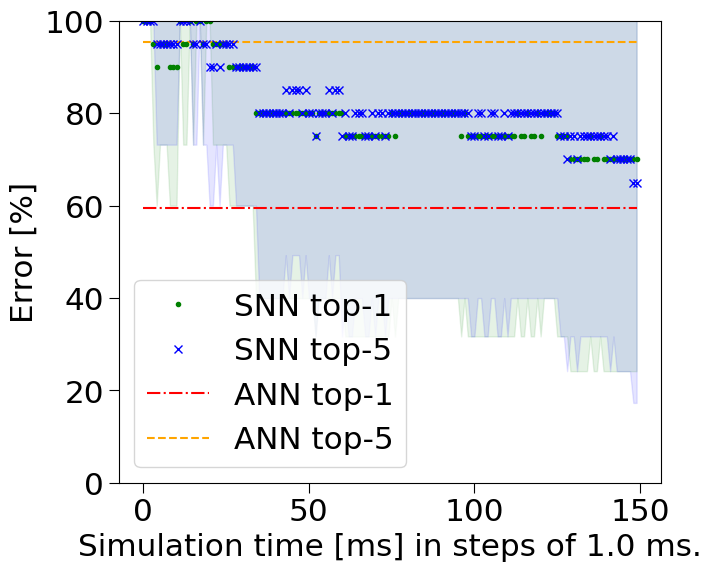 100
80
60
40
20
0
Error [%]
SNN top-1
SNN top-5
ANN top-1
ANN top-5
0 50 100 150
Simulation time [ms] in steps of 1.0 ms.